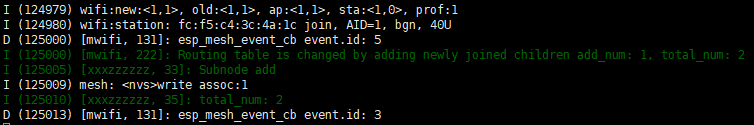 I (124979) wifi:new:<1,1>, old:<1,1>, ap:<1,1>, sta:<1,0>, prof:1
I (124980) wifi:station: fc:f5:c4:3c:4a:1c join, AID=1, bgn, 40U
D (125000) [mwifi, 131]: esp_mesh_event_cb event.id: 5
I (125000) [mwifi, 222]: Routing table is changed by adding newly joined children add_num: 1, total_num: 2
I (125005) [xxxzzzzzz, 33]: Subnode add
I (125009) mesh: <nvs>write assoc:1
I (125010) [xxxzzzzzz, 35]: total_num: 2
D (125013) [mwifi, 131]: esp_mesh_event_cb event.id: 3